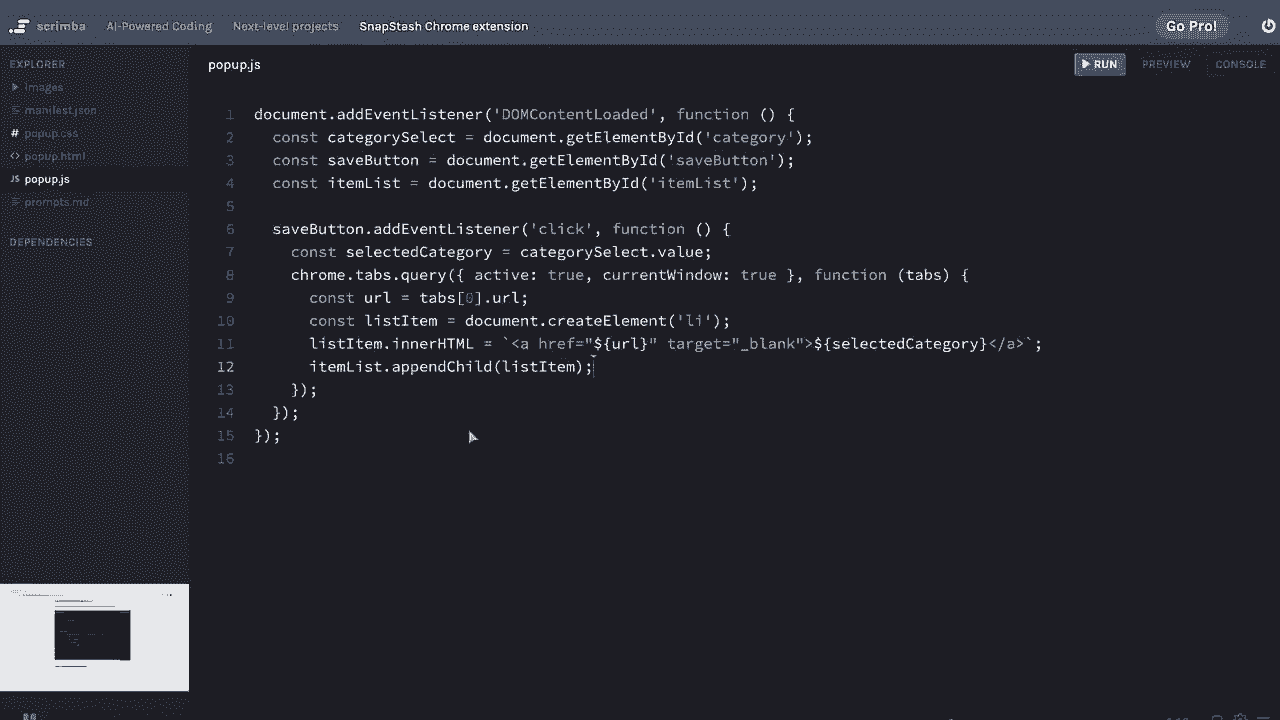 scrimba AI-Powered Coding Next-level projects SnapStash Chrome extension Go Pro!
EXPLORER
images
manifest.json
# popup.css
<> popup.html
JS popup.js
prompts.md
DEPENDENCIES
popup.js
RUN PREVIEW CONSOLE
1 document.addEventListener('DOMContentLoaded', function () {
2 const categorySelect = document.getElementById('category');
3 const saveButton = document.getElementById('saveButton');
4 const itemList = document.getElementById('itemList');
5
6 saveButton.addEventListener('click', function () {
7 const selectedCategory = categorySelect.value;
8 chrome.tabs.query({ active: true, currentWindow: true }, function (tabs) {
9 const url = tabs[0].url;
10 const listItem = document.createElement('li');
11 listItem.innerHTML = `<a href="${url}" target="_blank">${selectedCategory}</a>`;
12 itemList.appendChild(listItem);
13 });
14 });
15 });
16